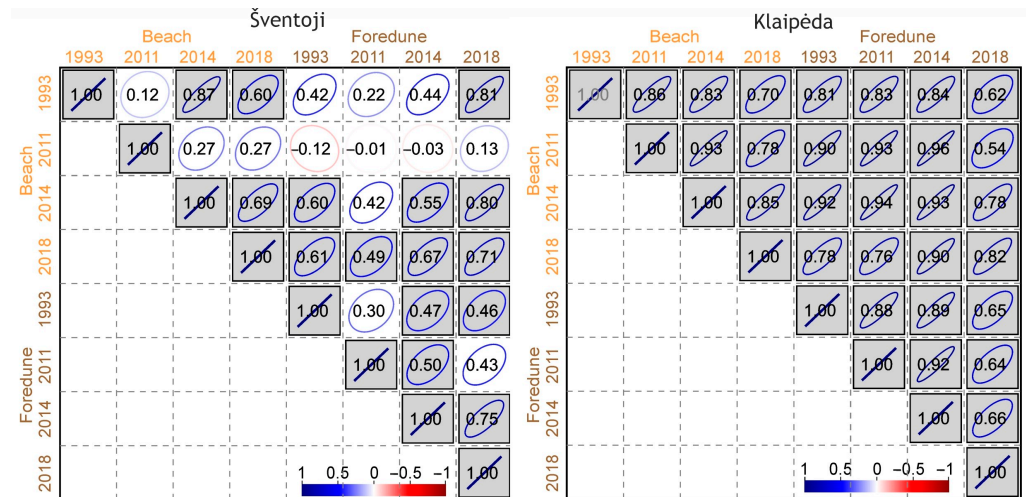 Šventoji
Beach Foredune
1993 2011 2014 2018 1993 2011 2014 2018
Beach
Foredune
1993 1.00 0.12 0.87 0.60 0.42 0.22 0.44 0.81
2011 1.00 0.27 0.27 −0.12 −0.01 −0.03 0.13
2014 1.00 0.69 0.60 0.42 0.55 0.80
2018 1.00 0.61 0.49 0.67 0.71
1993 1.00 0.30 0.47 0.46
2011 1.00 0.50 0.43
2014 1.00 0.75
2018 1.00
1 0.5 0 −0.5 −1
Klaipėda
Beach Foredune
1993 2011 2014 2018 1993 2011 2014 2018
Beach
Foredune
1993 1.00 0.86 0.83 0.70 0.81 0.83 0.84 0.62
2011 1.00 0.93 0.78 0.90 0.93 0.96 0.54
2014 1.00 0.85 0.92 0.94 0.93 0.78
2018 1.00 0.78 0.76 0.90 0.82
1993 1.00 0.88 0.89 0.65
2011 1.00 0.92 0.64
2014 1.00 0.66
2018 1.00
1 0.5 0 −0.5 −1